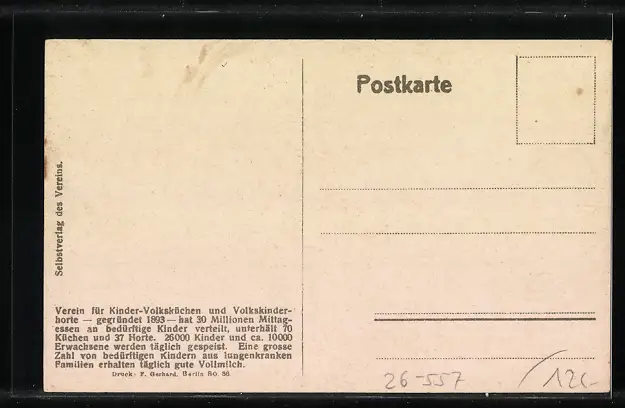 Postkarte
Selbstverlag des Vereins.
Verein für Kinder-Volksküchen und Volkskinder-
horte — gegründet 1893 — hat 30 Millionen Mittag-
essen an bedürftige Kinder verteilt, unterhält 70
Küchen und 37 Horte. 26000 Kinder und ca. 10000
Erwachsene werden täglich gespeist. Eine grosse
Zahl von bedürftigen Kindern aus lungenkranken
Familien erhalten täglich gute Vollmilch.
Druck: F. Gerhard, Berlin SO. 36.
26-557